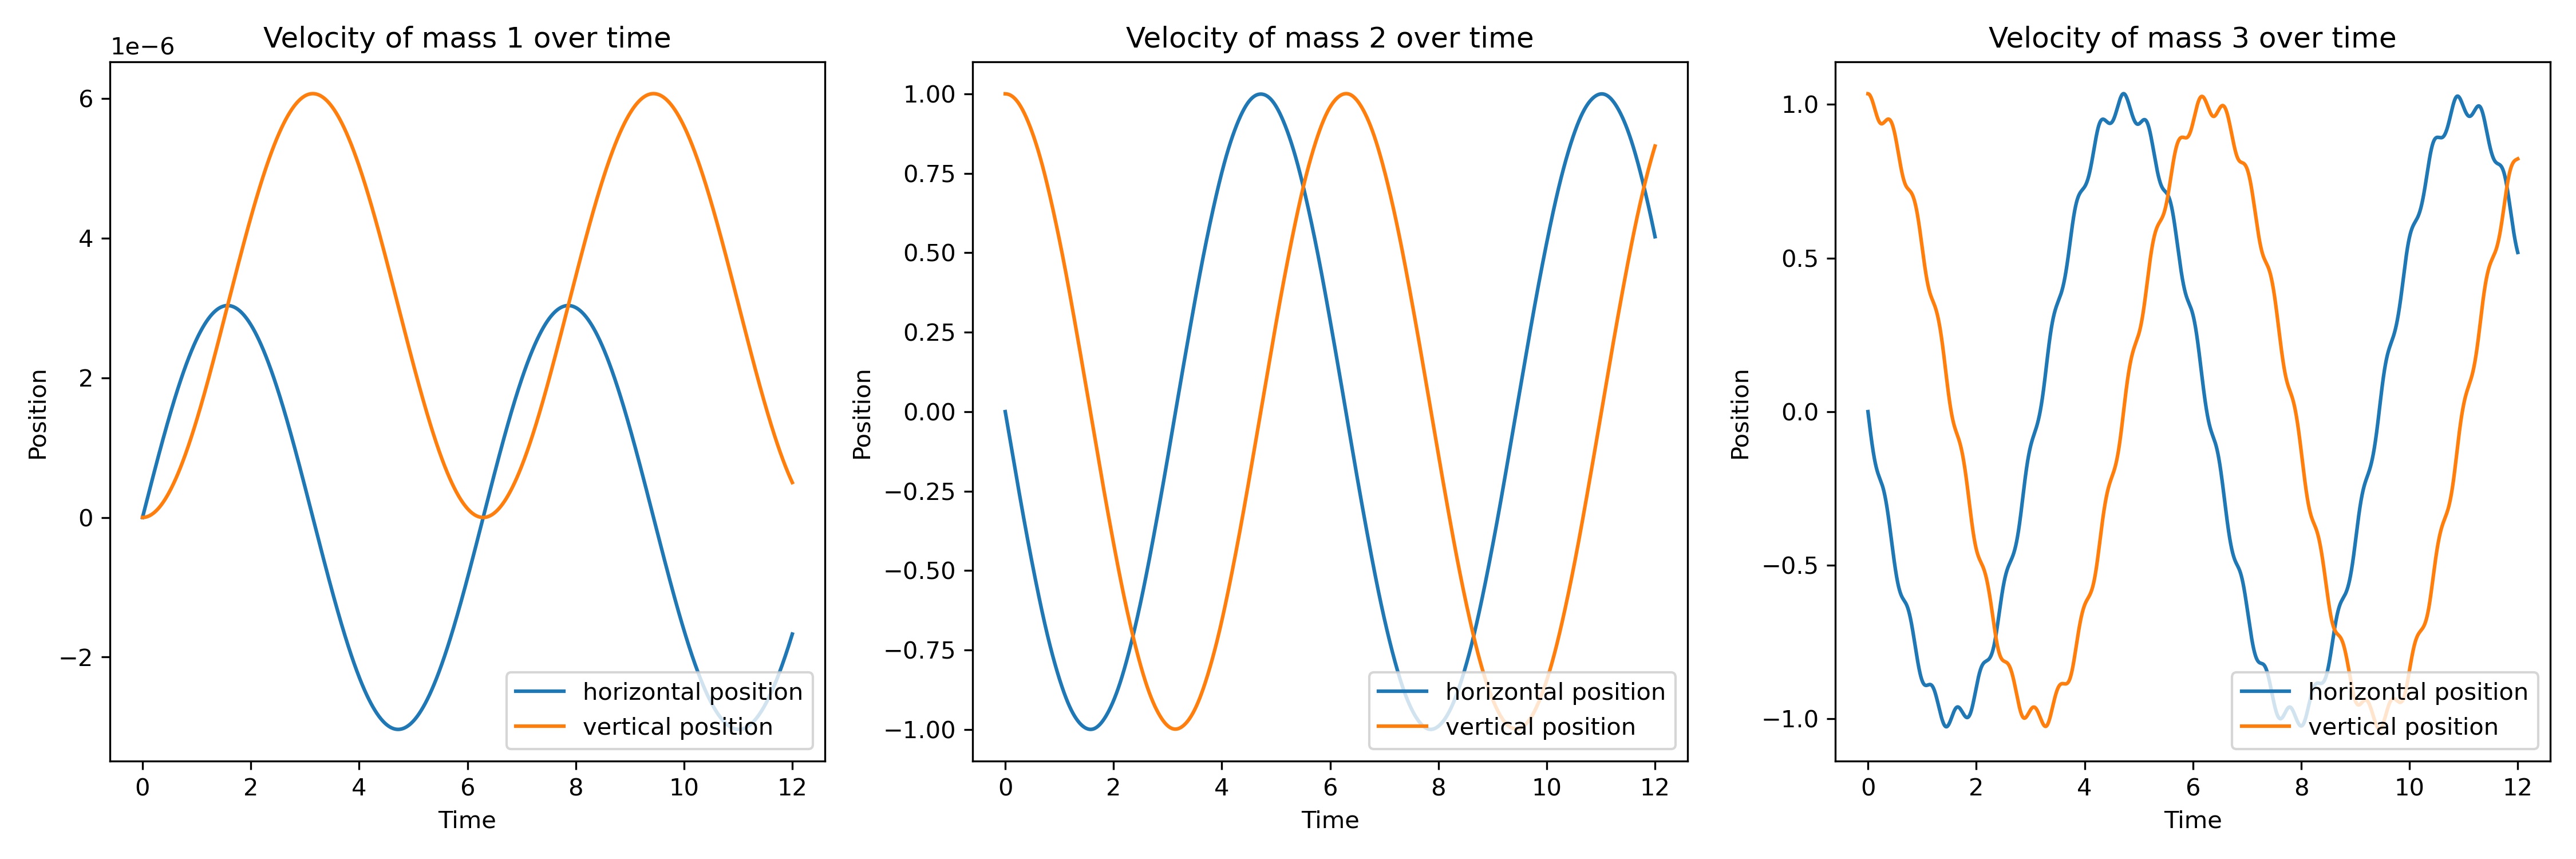 Velocity of mass 1 over time
1e−6
6
4
2
0
−2
Position
horizontal position
vertical position
0 2 4 6 8 10 12
Time
Velocity of mass 2 over time
1.00
0.75
0.50
0.25
0.00
−0.25
−0.50
−0.75
−1.00
Position
horizontal position
vertical position
0 2 4 6 8 10 12
Time
Velocity of mass 3 over time
1.0
0.5
0.0
−0.5
−1.0
Position
horizontal position
vertical position
0 2 4 6 8 10 12
Time